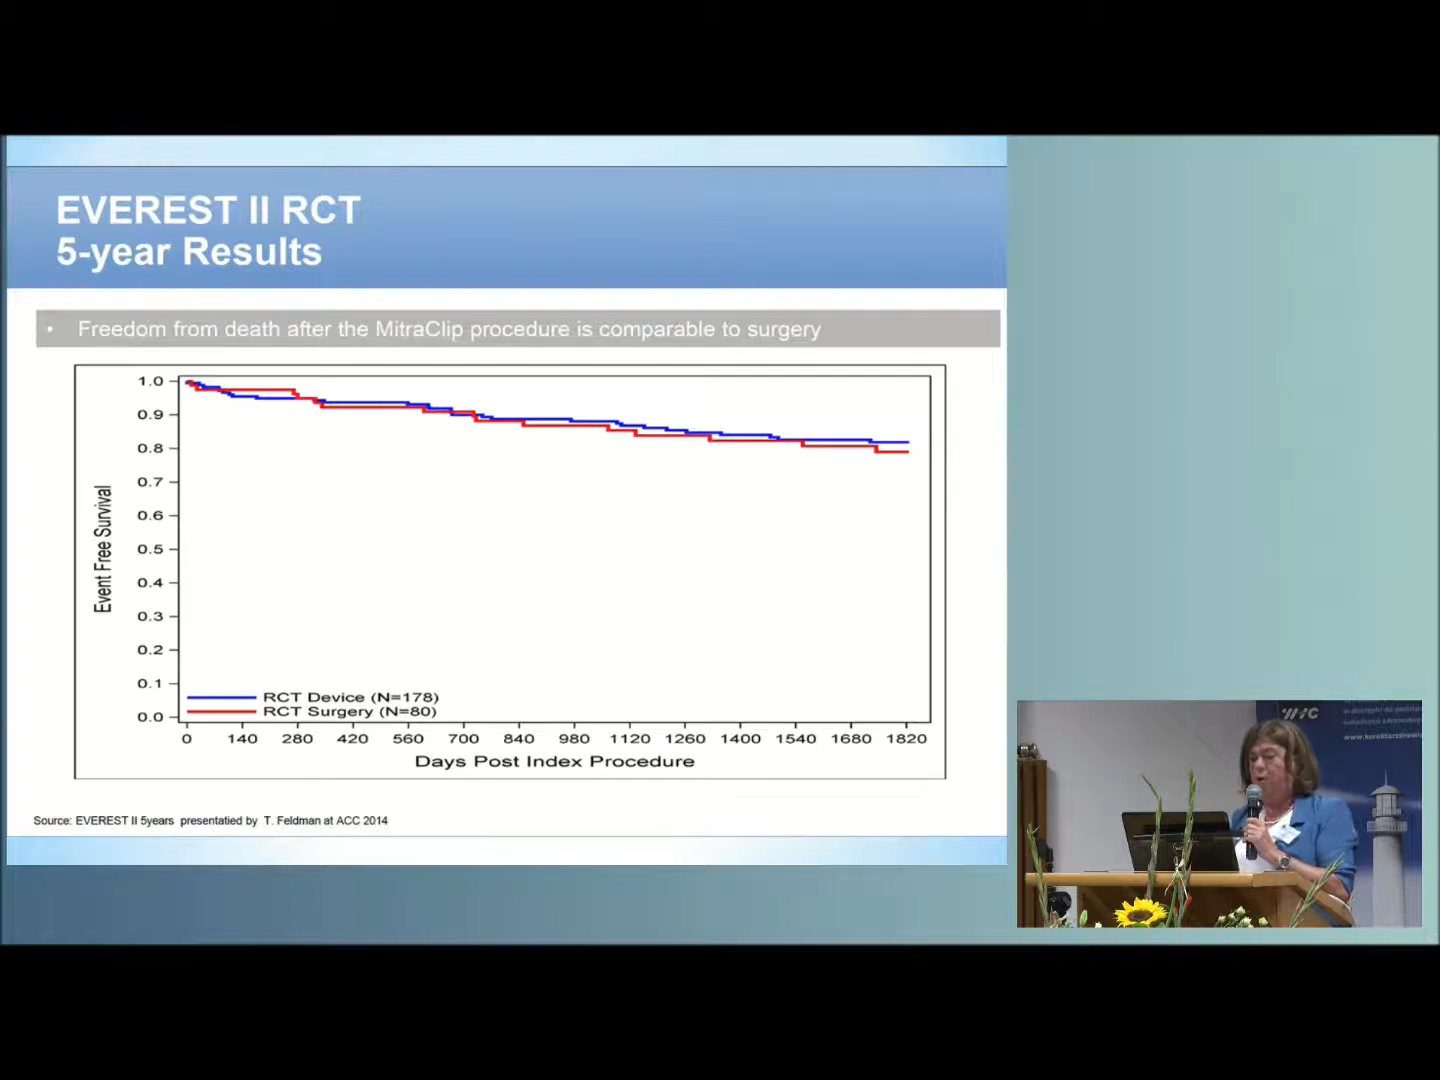 EVEREST II RCT
5-year Results
• Freedom from death after the MitraClip procedure is comparable to surgery
1.0
0.9
0.8
0.7
0.6
0.5
0.4
0.3
0.2
0.1
0.0
Event Free Survival
RCT Device (N=178)
RCT Surgery (N=80)
0 140 280 420 560 700 840 980 1120 1260 1400 1540 1680 1820
Days Post Index Procedure
Source: EVEREST II 5years presentatied by T. Feldman at ACC 2014